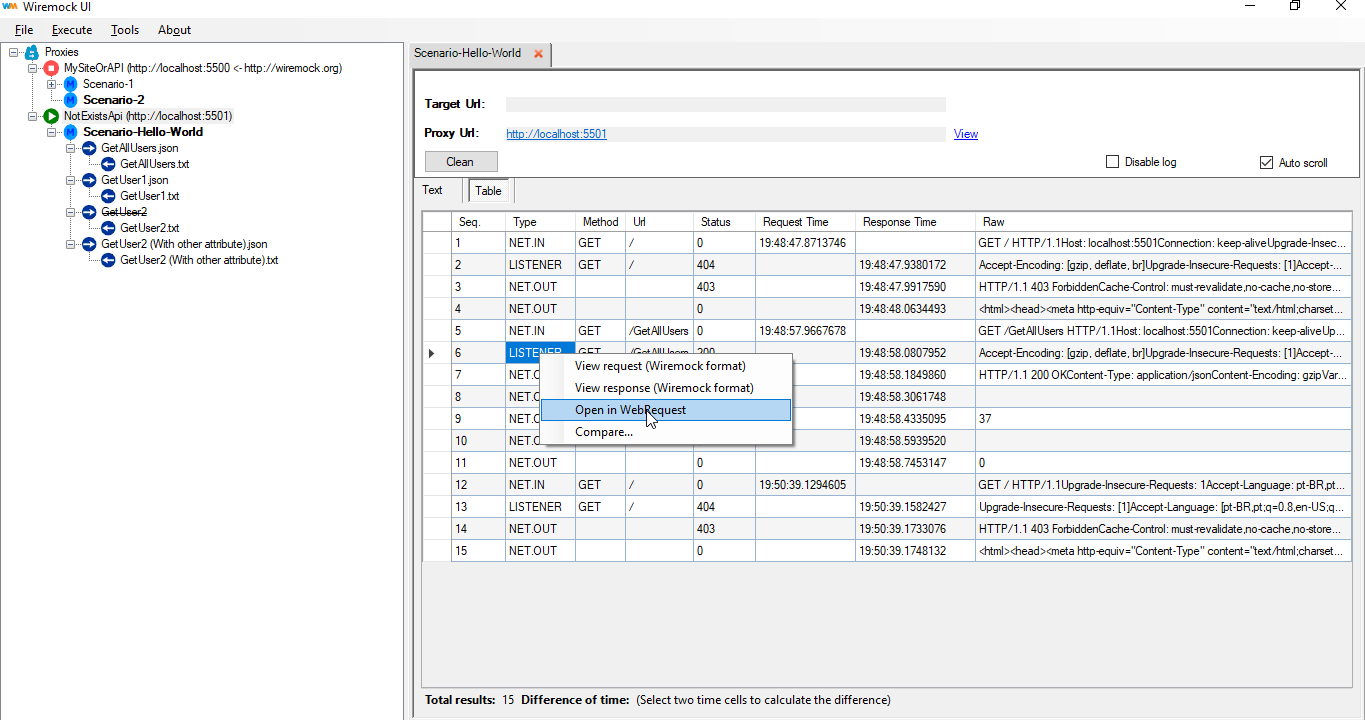 Wiremock UI
File Execute Tools About
Proxies
MySiteOrAPI (http://localhost:5500 <- http://wiremock.org)
Scenario-1
Scenario-2
NotExistsApi (http://localhost:5501)
Scenario-Hello-World
GetAllUsers.json
GetAllUsers.txt
GetUser1.json
GetUser1.txt
GetUser2
GetUser2.txt
GetUser2 (With other attribute).json
GetUser2 (With other attribute).txt
Scenario-Hello-World
Target Url:
Proxy Url: http://localhost:5501 View
Clean Disable log Auto scroll
Text Table
Seq. Type Method Url Status Request Time Response Time Raw
1 NET.IN GET / 0 19:48:47.8713746 GET / HTTP/1.1Host: localhost:5501Connection: keep-aliveUpgrade-Insec...
2 LISTENER GET / 404 19:48:47.9380172 Accept-Encoding: [gzip, deflate, br]Upgrade-Insecure-Requests: [1]Accept-...
3 NET.OUT 403 19:48:47.9917590 HTTP/1.1 403 ForbiddenCache-Control: must-revalidate,no-cache,no-store...
4 NET.OUT 0 19:48:48.0634493 <html><head><meta http-equiv="Content-Type" content="text/html;charset...
5 NET.IN GET /GetAllUsers 0 19:48:57.9667678 GET /GetAllUsers HTTP/1.1Host: localhost:5501Connection: keep-aliveUp...
6 LISTENER GET /GetAllUsers 200 19:48:58.0807952 Accept-Encoding: [gzip, deflate, br]Upgrade-Insecure-Requests: [1]Accept-...
7 NET.O 19:48:58.1849860 HTTP/1.1 200 OKContent-Type: application/jsonContent-Encoding: gzipVar...
8 NET.O 19:48:58.3061748
9 NET.O 19:48:58.4335095 37
10 NET.O 19:48:58.5939520
11 NET.OUT 0 19:48:58.7453147 0
12 NET.IN GET / 0 19:50:39.1294605 GET / HTTP/1.1Upgrade-Insecure-Requests: 1Accept-Language: pt-BR,pt...
13 LISTENER GET / 404 19:50:39.1582427 Upgrade-Insecure-Requests: [1]Accept-Language: [pt-BR,pt;q=0.8,en-US;q...
14 NET.OUT 403 19:50:39.1733076 HTTP/1.1 403 ForbiddenCache-Control: must-revalidate,no-cache,no-store...
15 NET.OUT 0 19:50:39.1748132 <html><head><meta http-equiv="Content-Type" content="text/html;charset...
View request (Wiremock format)
View response (Wiremock format)
Open in WebRequest
Compare...
Total results: 15 Difference of time: (Select two time cells to calculate the difference)